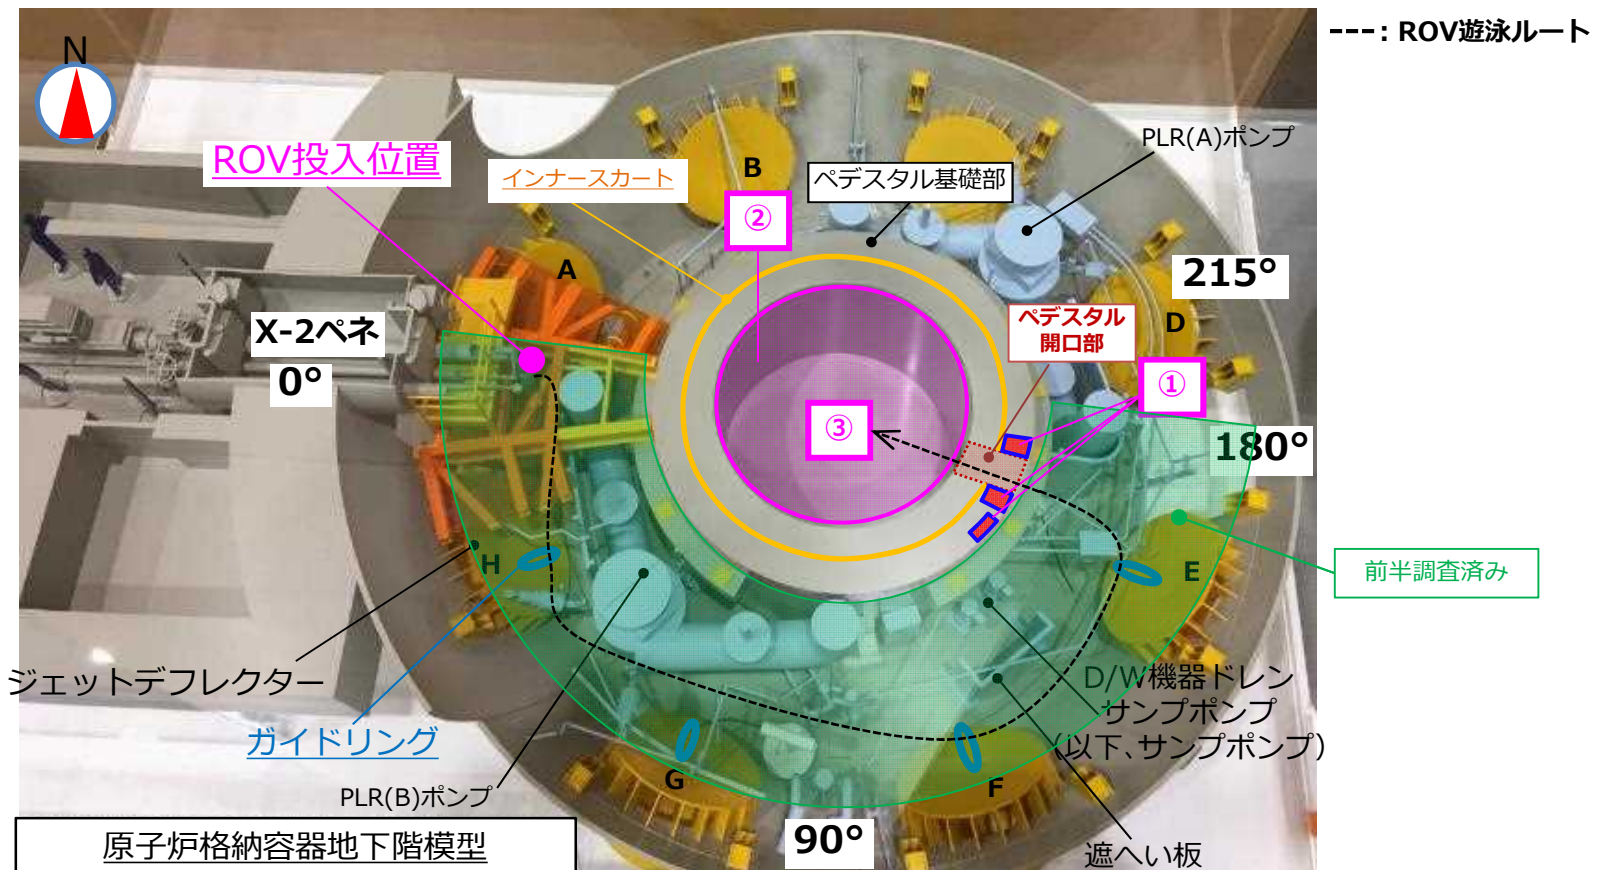 ---: ROV遊泳ルート
N
PLR(A)ポンプ
ROV投入位置
インナースカート
B
ペデスタル基礎部
②
A
215°
ペデスタル
開口部
D
X-2ペネ
0°
①
③
180°
H
E
前半調査済み
ジェットデフレクター
D/W機器ドレン
サンプポンプ
(以下、サンプポンプ)
ガイドリング
G
F
PLR(B)ポンプ
90°
遮へい板
原子炉格納容器地下階模型